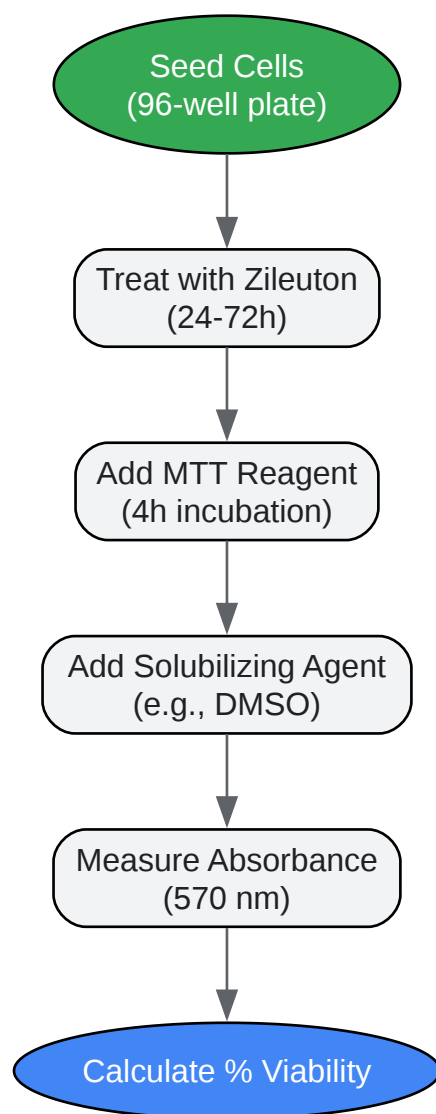 Seed Cells
(96-well plate)
Treat with Zileuton
(24-72h)
Add MTT Reagent
(4h incubation)
Add Solubilizing Agent
(e.g., DMSO)
Measure Absorbance
(570 nm)
Calculate % Viability